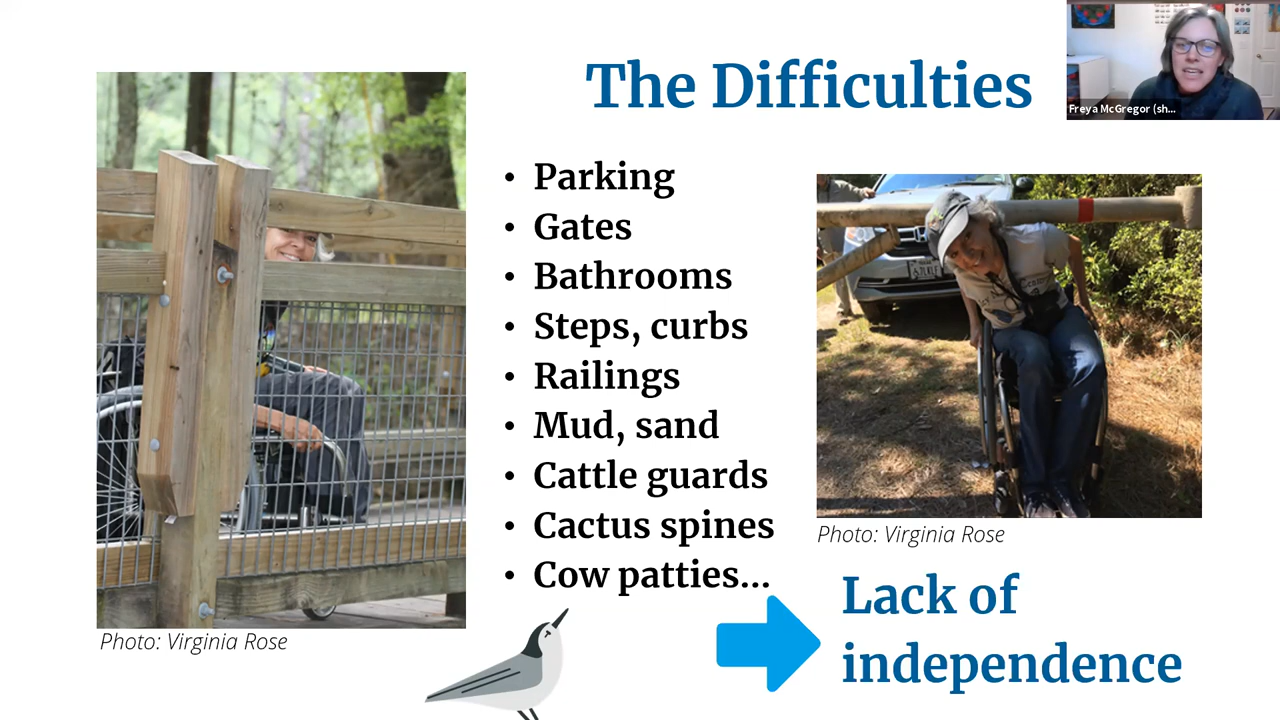 The Difficulties
Freya McGregor (sh...
• Parking
• Gates
• Bathrooms
• Steps, curbs
• Railings
• Mud, sand
• Cattle guards
• Cactus spines
• Cow patties...
Photo: Virginia Rose
Photo: Virginia Rose
Lack of
independence